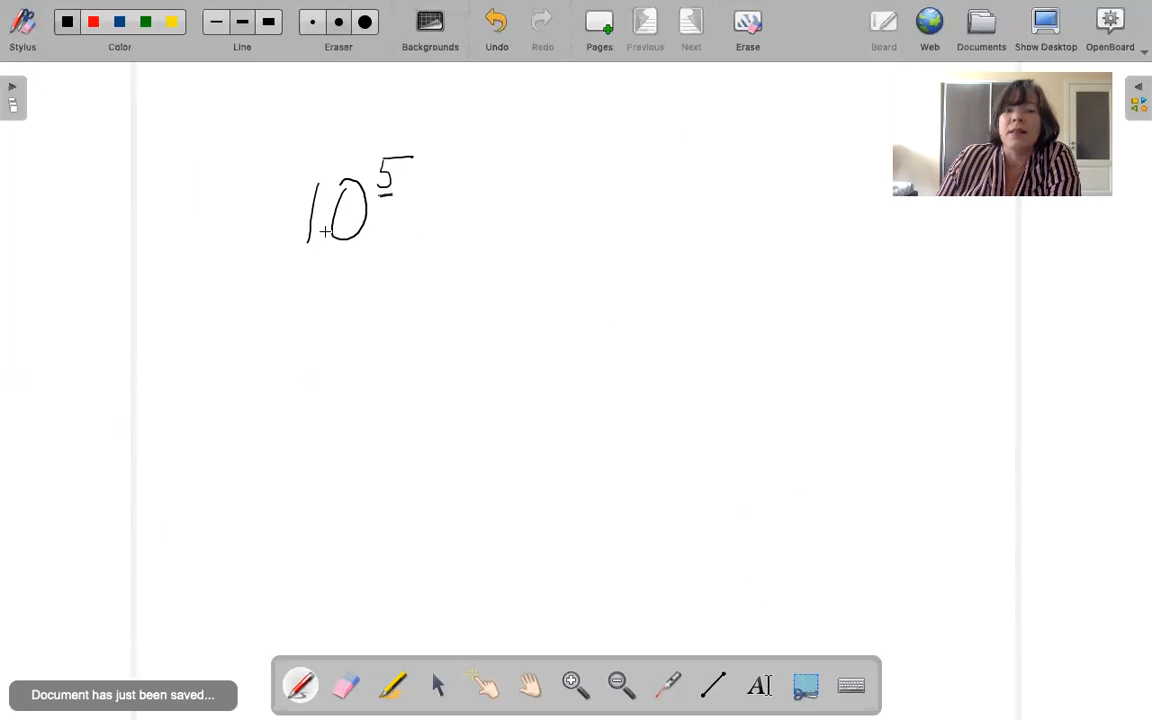 Stylus Color Line Eraser Backgrounds Undo Redo Pages Previous Next Erase Board Web Documents Show Desktop OpenBoard
10⁵
A
Document has just been saved...